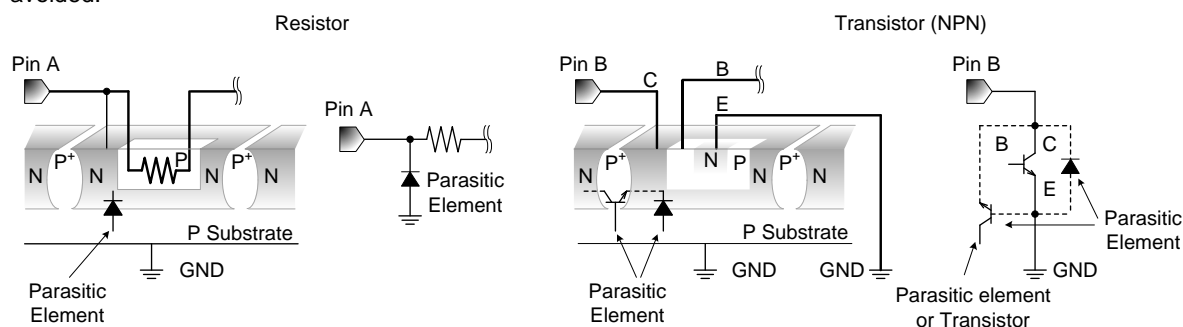 Resistor
Transistor (NPN)
Pin A
Pin A
N
P+
N
P
P+
N
Parasitic
Element
P Substrate
GND
Parasitic
Element
Pin B
C
B
E
N
P+
N
N
P
P+
N
P Substrate
GND
GND
Parasitic
Element
Pin B
B
C
E
Parasitic
Element
GND
Parasitic element
or Transistor